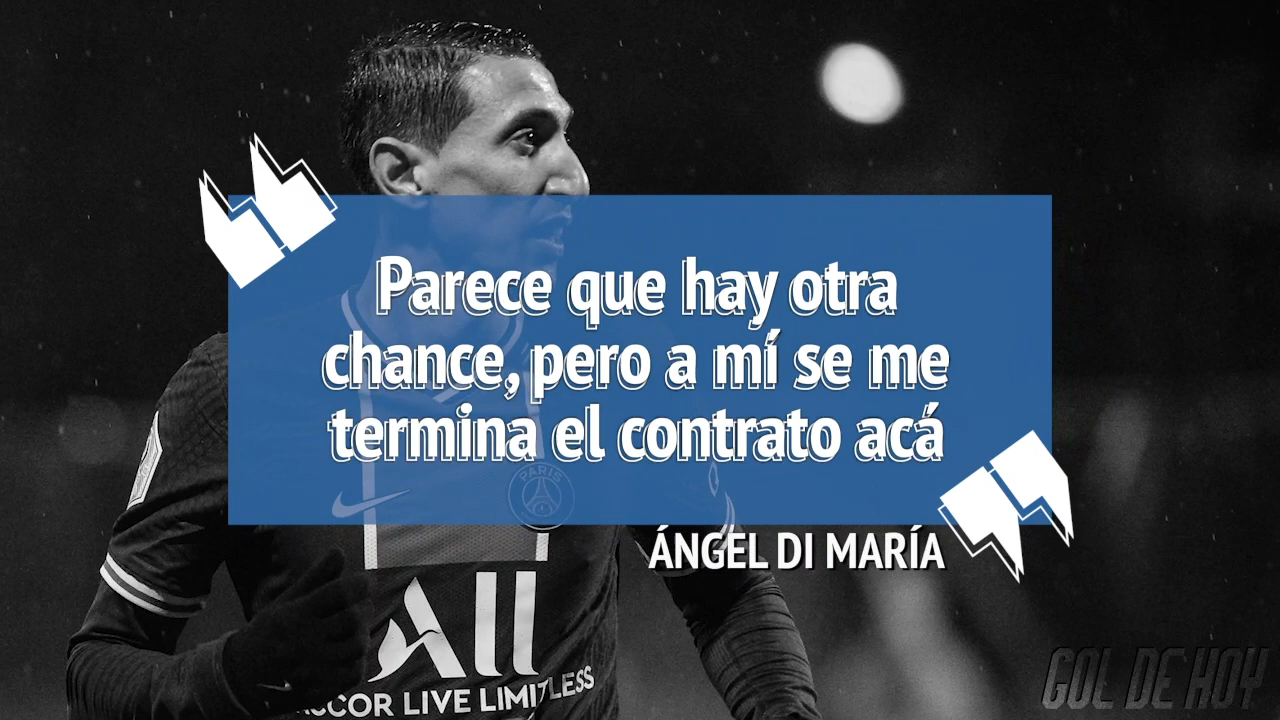 Parece que hay otra
chance, pero a mí se me
termina el contrato acá
PARIS
ÁNGEL DI MARÍA
ALL
ACCOR LIVE LIMITLESS
GOL DE HOY